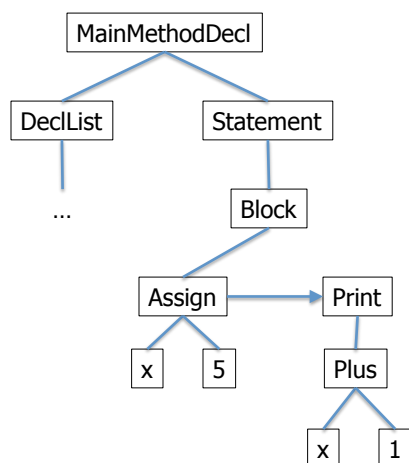 MainMethodDecl
DeclList Statement
... Block
Assign Print
x 5 Plus
x 1